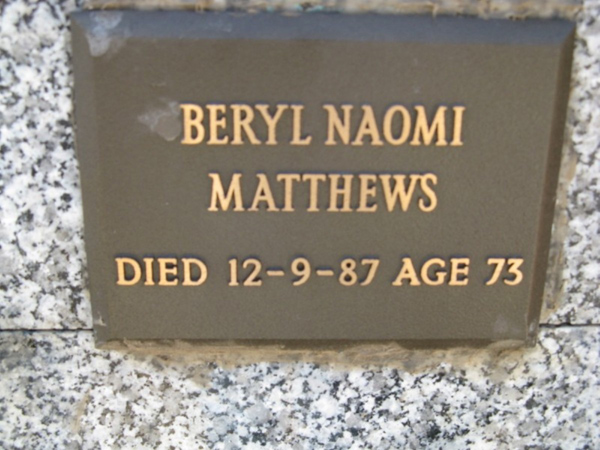 BERYL NAOMI
MATTHEWS
DIED 12-9-87 AGE 73